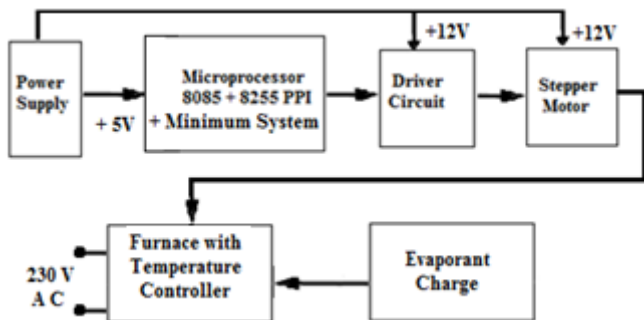 Power
Supply
+ 5V
Microprocessor
8085 + 8255 PPI
+ Minimum System
+12V
Driver
Circuit
+12V
Stepper
Motor
230 V
A C
Furnace with
Temperature
Controller
Evaporant
Charge